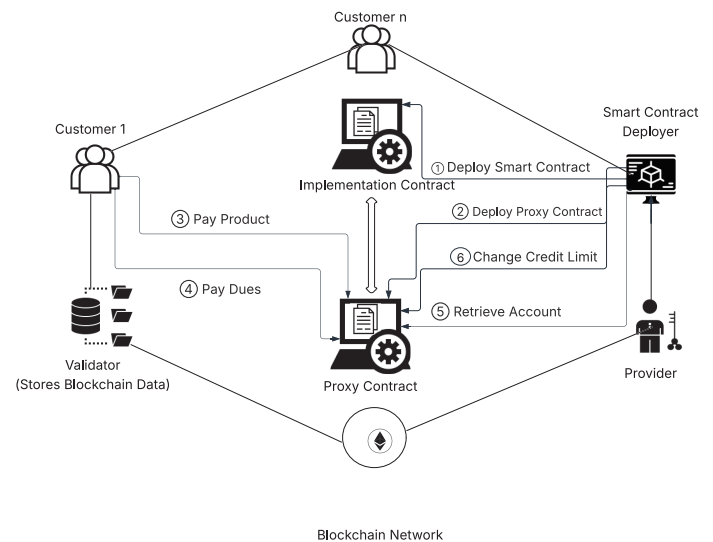 Customer n
Customer 1
Smart Contract
Deployer
① Deploy Smart Contract
Implementation Contract
② Deploy Proxy Contract
③ Pay Product
⑥ Change Credit Limit
④ Pay Dues
⑤ Retrieve Account
Validator
(Stores Blockchain Data)
Proxy Contract
Provider
Blockchain Network